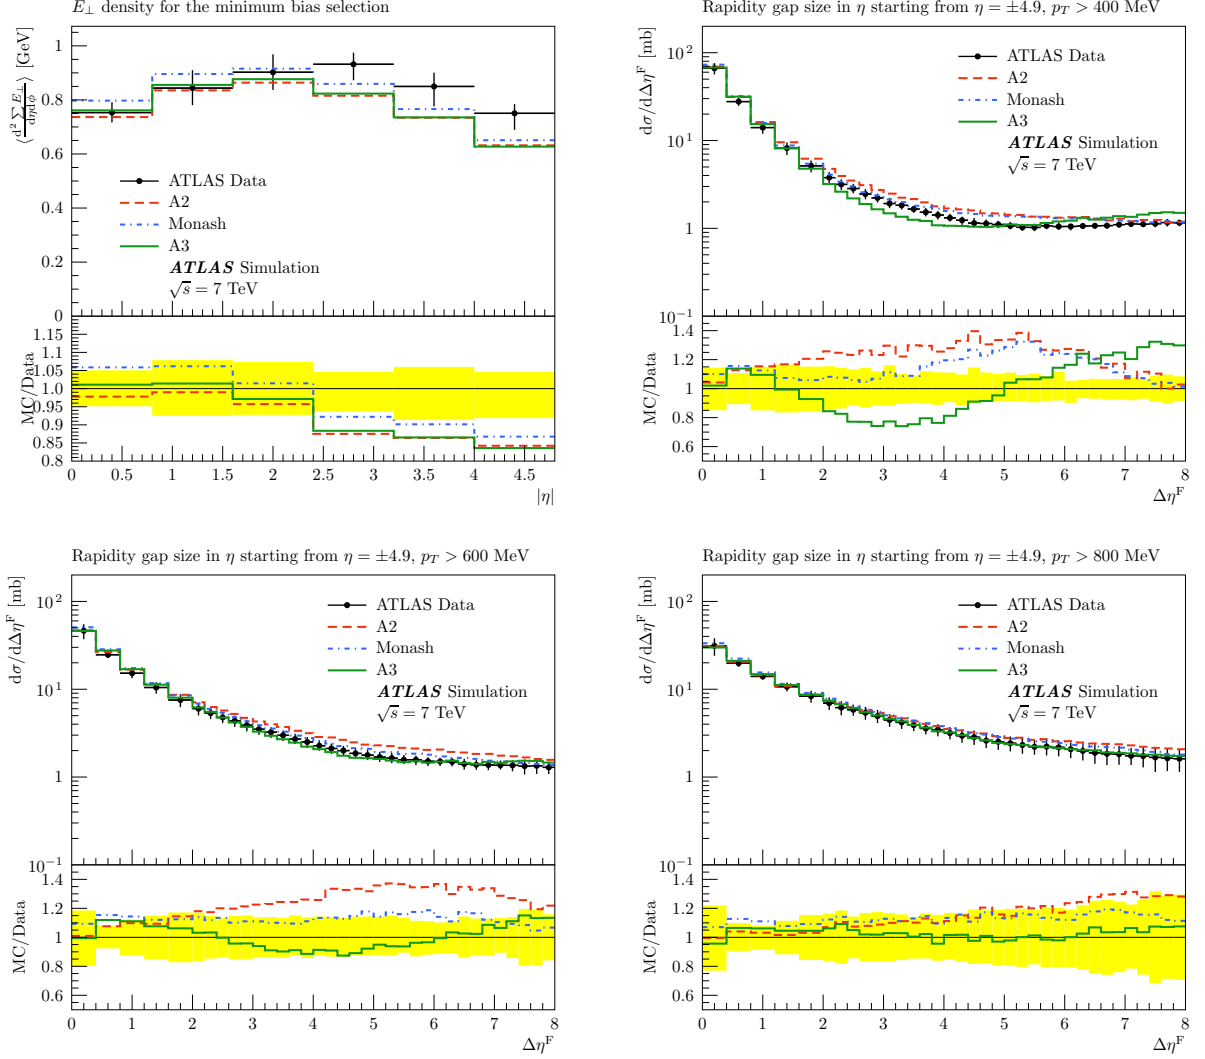 E⊥ density for the minimum bias selection
⟨d² ∑ E⊥ / dηdϕ⟩ [GeV]
1
0.8
0.6
0.4
0.2
0
ATLAS Data
A2
Monash
A3
ATLAS Simulation
√s = 7 TeV
MC/Data
1.15
1.1
1.05
1.0
0.95
0.9
0.85
0.8
0 0.5 1 1.5 2 2.5 3 3.5 4 4.5
|η|
Rapidity gap size in η starting from η = ±4.9, pT > 400 MeV
dσ/dΔη^F [mb]
10²
10¹
1
10⁻¹
ATLAS Data
A2
Monash
A3
ATLAS Simulation
√s = 7 TeV
MC/Data
1.4
1.2
1
0.8
0.6
0 1 2 3 4 5 6 7 8
Δη^F
Rapidity gap size in η starting from η = ±4.9, pT > 600 MeV
dσ/dΔη^F [mb]
10²
10¹
1
10⁻¹
ATLAS Data
A2
Monash
A3
ATLAS Simulation
√s = 7 TeV
MC/Data
1.4
1.2
1
0.8
0.6
0 1 2 3 4 5 6 7 8
Δη^F
Rapidity gap size in η starting from η = ±4.9, pT > 800 MeV
dσ/dΔη^F [mb]
10²
10¹
1
10⁻¹
ATLAS Data
A2
Monash
A3
ATLAS Simulation
√s = 7 TeV
MC/Data
1.4
1.2
1
0.8
0.6
0 1 2 3 4 5 6 7 8
Δη^F